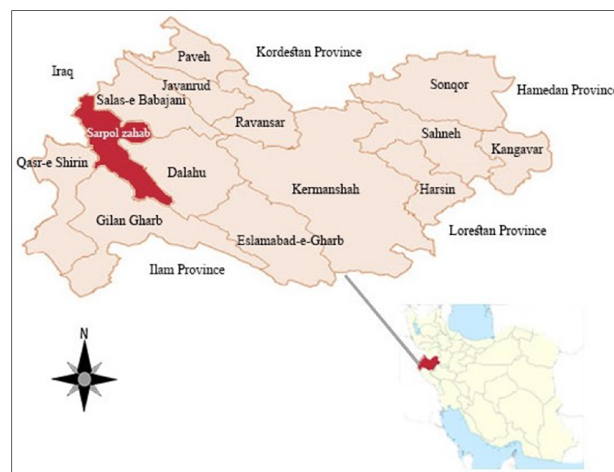 Paveh
Kordestan Province
Iraq
Javanrud
Sonqor
Hamedan Province
Salas-e Babajani
Ravansar
Sarpol zahab
Sahneh
Kangavar
Qasr-e Shirin
Dalahu
Kermanshah
Harsin
Gilan Gharb
Lorestan Province
Eslamabad-e-Gharb
Ilam Province
N